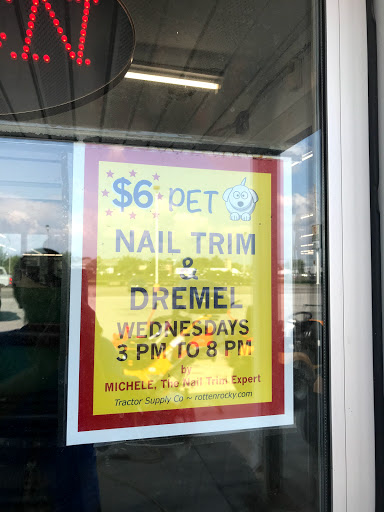 $6 PET
NAIL TRIM
&
DREMEL
WEDNESDAYS
3 PM TO 8 PM
by
MICHELE, The Nail Trim Expert
Tractor Supply Co ~ rottenrocky.com